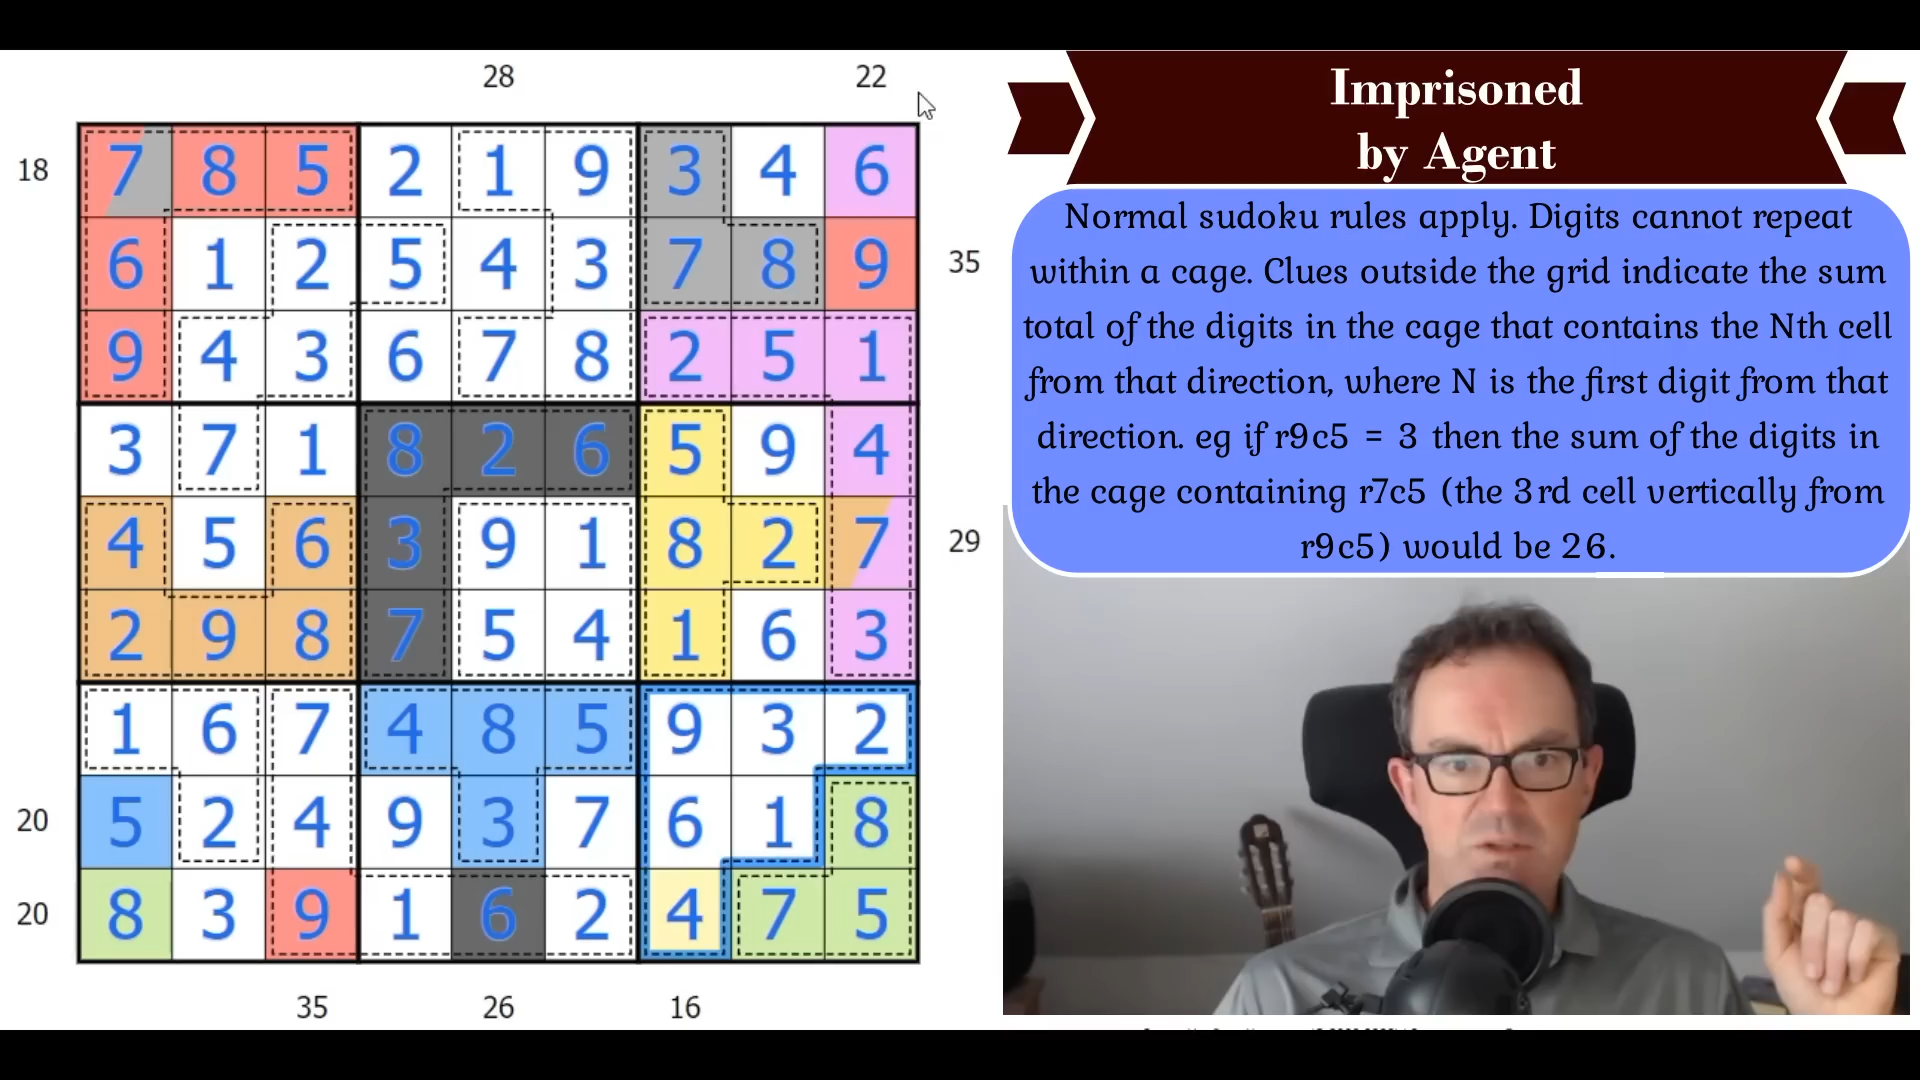 28 22
Imprisoned
by Agent
18 7 8 5 2 1 9 3 4 6
Normal sudoku rules apply. Digits cannot repeat
6 1 2 5 4 3 7 8 9 35
within a cage. Clues outside the grid indicate the sum
total of the digits in the cage that contains the Nth cell
9 4 3 6 7 8 2 5 1
from that direction, where N is the first digit from that
3 7 1 8 2 6 5 9 4
direction. eg if r9c5 = 3 then the sum of the digits in
the cage containing r7c5 (the 3rd cell vertically from
4 5 6 3 9 1 8 2 7 29
r9c5) would be 26.
2 9 8 7 5 4 1 6 3
1 6 7 4 8 5 9 3 2
20 5 2 4 9 3 7 6 1 8
20 8 3 9 1 6 2 4 7 5
35 26 16